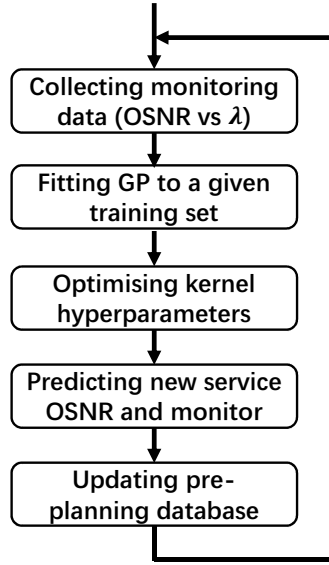 Collecting monitoring
data (OSNR vs λ)
Fitting GP to a given
training set
Optimising kernel
hyperparameters
Predicting new service
OSNR and monitor
Updating pre-
planning database